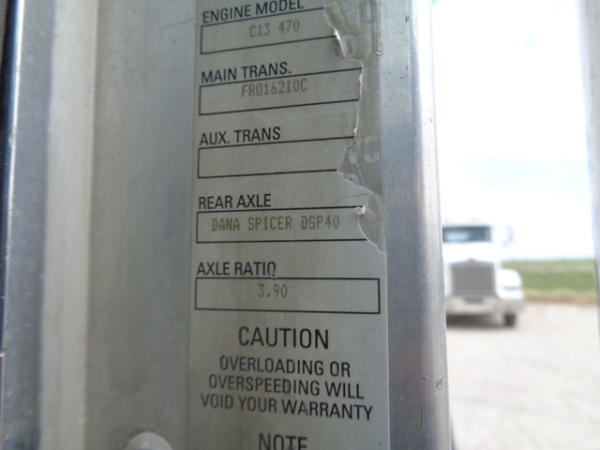 ENGINE MODEL
C13 470
MAIN TRANS.
FRO16210C
AUX. TRANS
REAR AXLE
DANA SPICER DSP40
AXLE RATIO
3.90
CAUTION
OVERLOADING OR
OVERSPEEDING WILL
VOID YOUR WARRANTY
NOTE